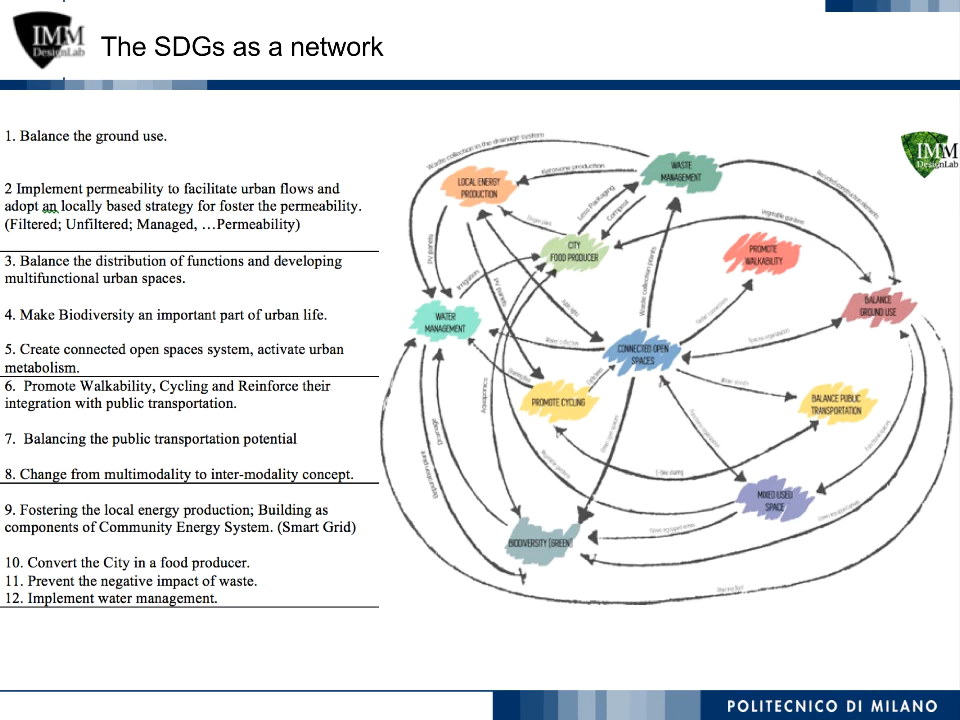 IMM
DesignLab
The SDGs as a network
1. Balance the ground use.
2 Implement permeability to facilitate urban flows and
adopt an locally based strategy for foster the permeability.
(Filtered; Unfiltered; Managed, …Permeability)
3. Balance the distribution of functions and developing
multifunctional urban spaces.
4. Make Biodiversity an important part of urban life.
5. Create connected open spaces system, activate urban
metabolism.
6. Promote Walkability, Cycling and Reinforce their
integration with public transportation.
7. Balancing the public transportation potential
8. Change from multimodality to inter-modality concept.
9. Fostering the local energy production; Building as
components of Community Energy System. (Smart Grid)
10. Convert the City in a food producer.
11. Prevent the negative impact of waste.
12. Implement water management.
IMM
DesignLab
Waste collection in the drainage system
WASTE
MANAGEMENT
LOCAL ENERGY
PRODUCTION
Less Packaging
Compost
Vegetable gardens
CITY
FOOD PRODUCER
PROMOTE
WALKABILITY
PV panels
Irrigation
PV panels
Waste collection points
BALANCE
GROUND USE
WATER
MANAGEMENT
CONNECTED OPEN
SPACES
PROMOTE CYCLING
BALANCE PUBLIC
TRANSPORTATION
Aquaponics
Drainage
E-bike sharing
MIXED USED
SPACE
BIODIVERSITY [GREEN]
POLITECNICO DI MILANO